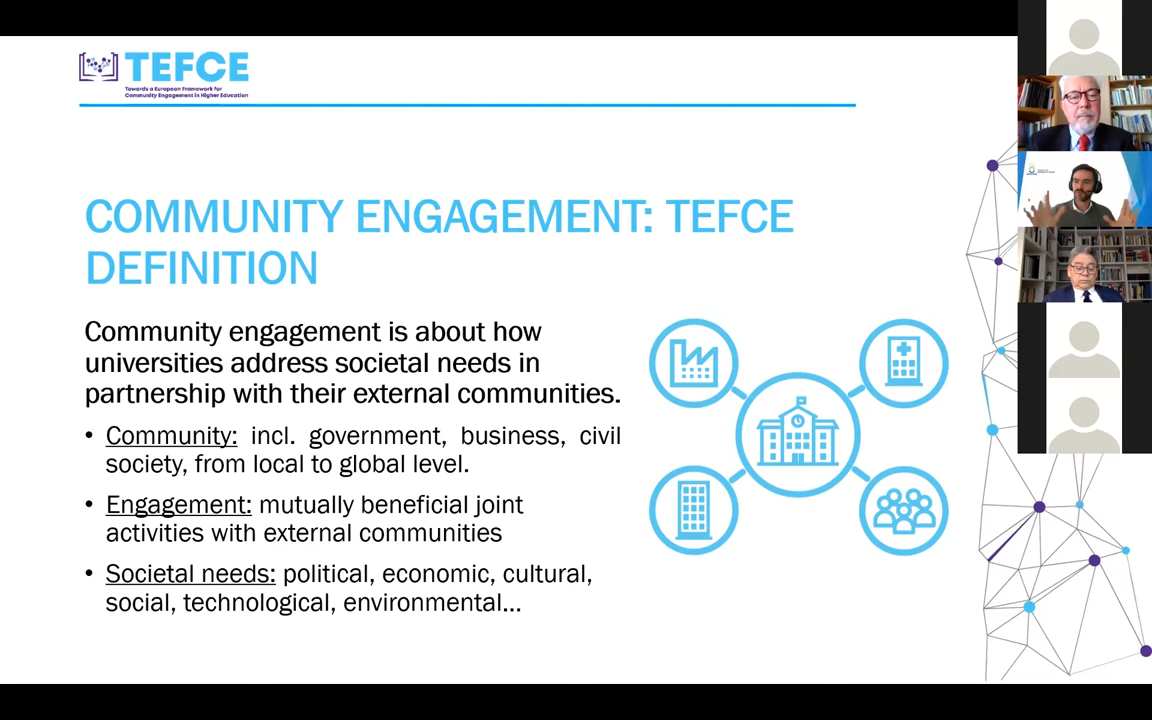 TEFCE
Towards a European Framework for
Community Engagement in Higher Education
COMMUNITY ENGAGEMENT: TEFCE
DEFINITION
Community engagement is about how
universities address societal needs in
partnership with their external communities.
• Community: incl. government, business, civil
society, from local to global level.
• Engagement: mutually beneficial joint
activities with external communities
• Societal needs: political, economic, cultural,
social, technological, environmental...